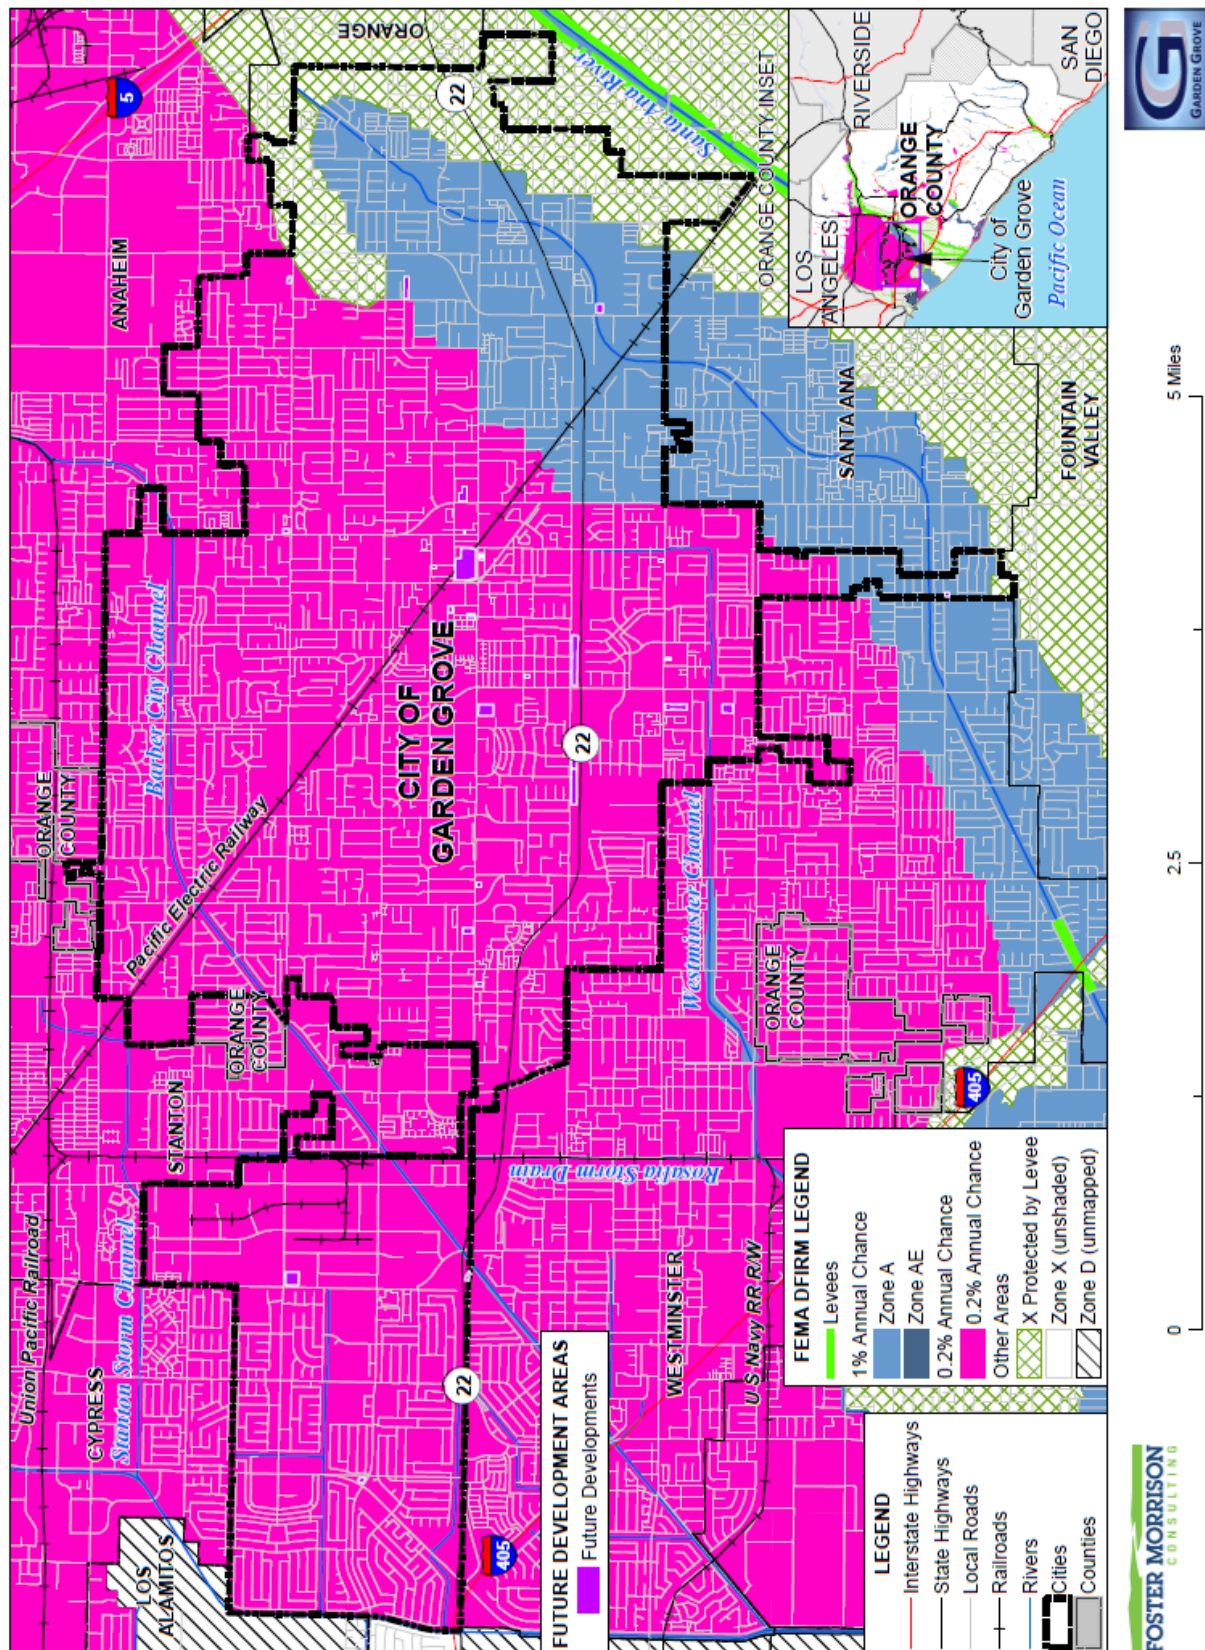 Union Pacific Railroad
CYPRESS
Stanton Storm Channel
LOS
ALAMITOS
STANTON
ORANGE
COUNTY
ORANGE
COUNTY
Pacific Electric Railway
Barber City Channel
ANAHEIM
5
ORANGE
22
Santa Ana River
CITY OF
GARDEN GROVE
22
22
405
Rosalia Storm Drain
Westminster Channel
WESTMINSTER
U S Navy RR R/W
ORANGE
COUNTY
405
SANTA ANA
FOUNTAIN
VALLEY
FUTURE DEVELOPMENT AREAS
Future Developments
LEGEND
Interstate Highways
State Highways
Local Roads
Railroads
Rivers
Cities
Counties
FEMA DFIRM LEGEND
Levees
1% Annual Chance
Zone A
Zone AE
0.2% Annual Chance
0.2% Annual Chance
Other Areas
X Protected by Levee
Zone X (unshaded)
Zone D (unmapped)
ORANGE COUNTY INSET
LOS
ANGELES
RIVERSIDE
ORANGE
COUNTY
City of
Garden Grove
Pacific Ocean
SAN
DIEGO
FOSTER MORRISON
CONSULTING
0
2.5
5 Miles
GARDEN GROVE